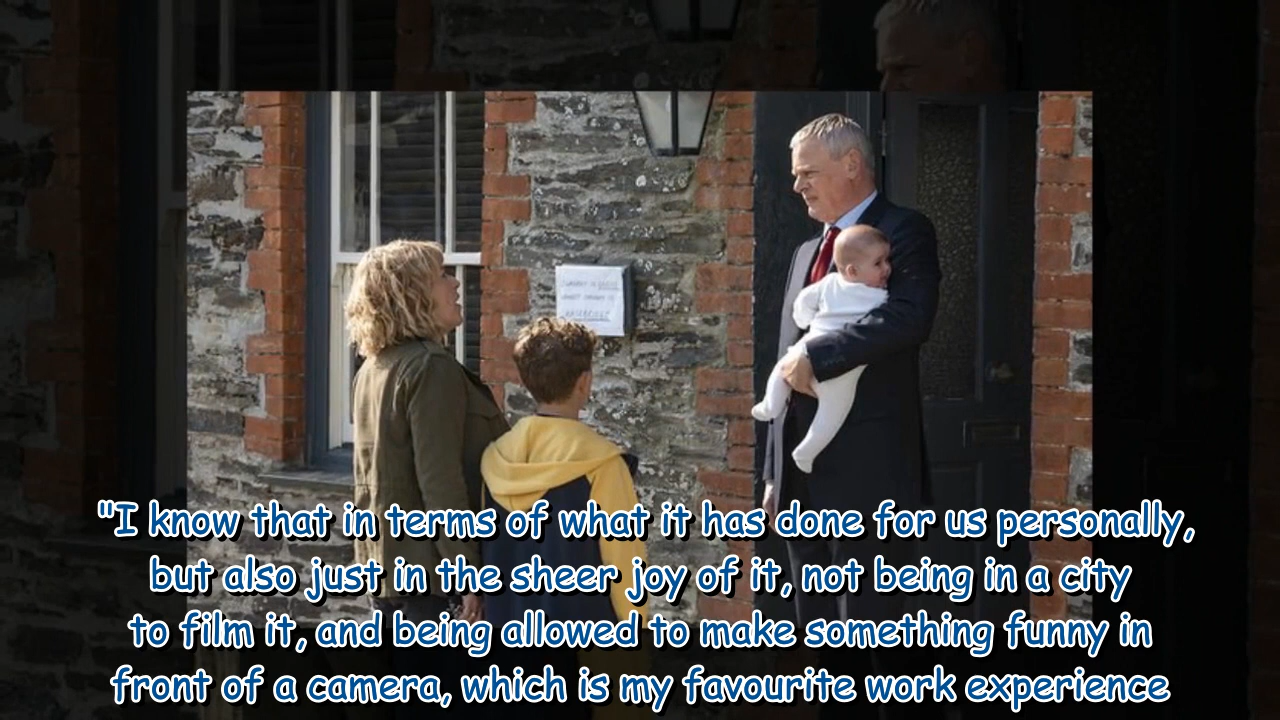 "I know that in terms of what it has done for us personally,
but also just in the sheer joy of it, not being in a city
to film it, and being allowed to make something funny in
front of a camera, which is my favourite work experience